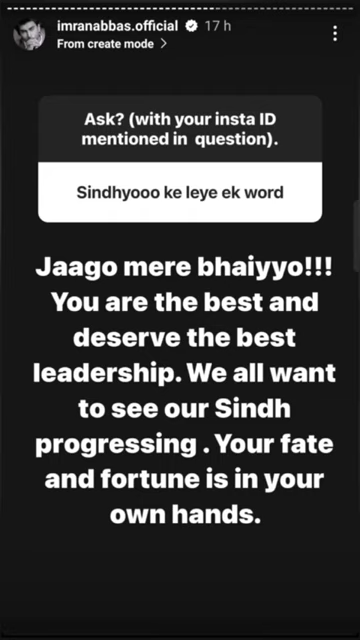 imranabbas.official 17 h
From create mode >
Ask? (with your insta ID
mentioned in question).
Sindhyooo ke leye ek word
Jaago mere bhaiyyo!!!
You are the best and
deserve the best
leadership. We all want
to see our Sindh
progressing . Your fate
and fortune is in your
own hands.